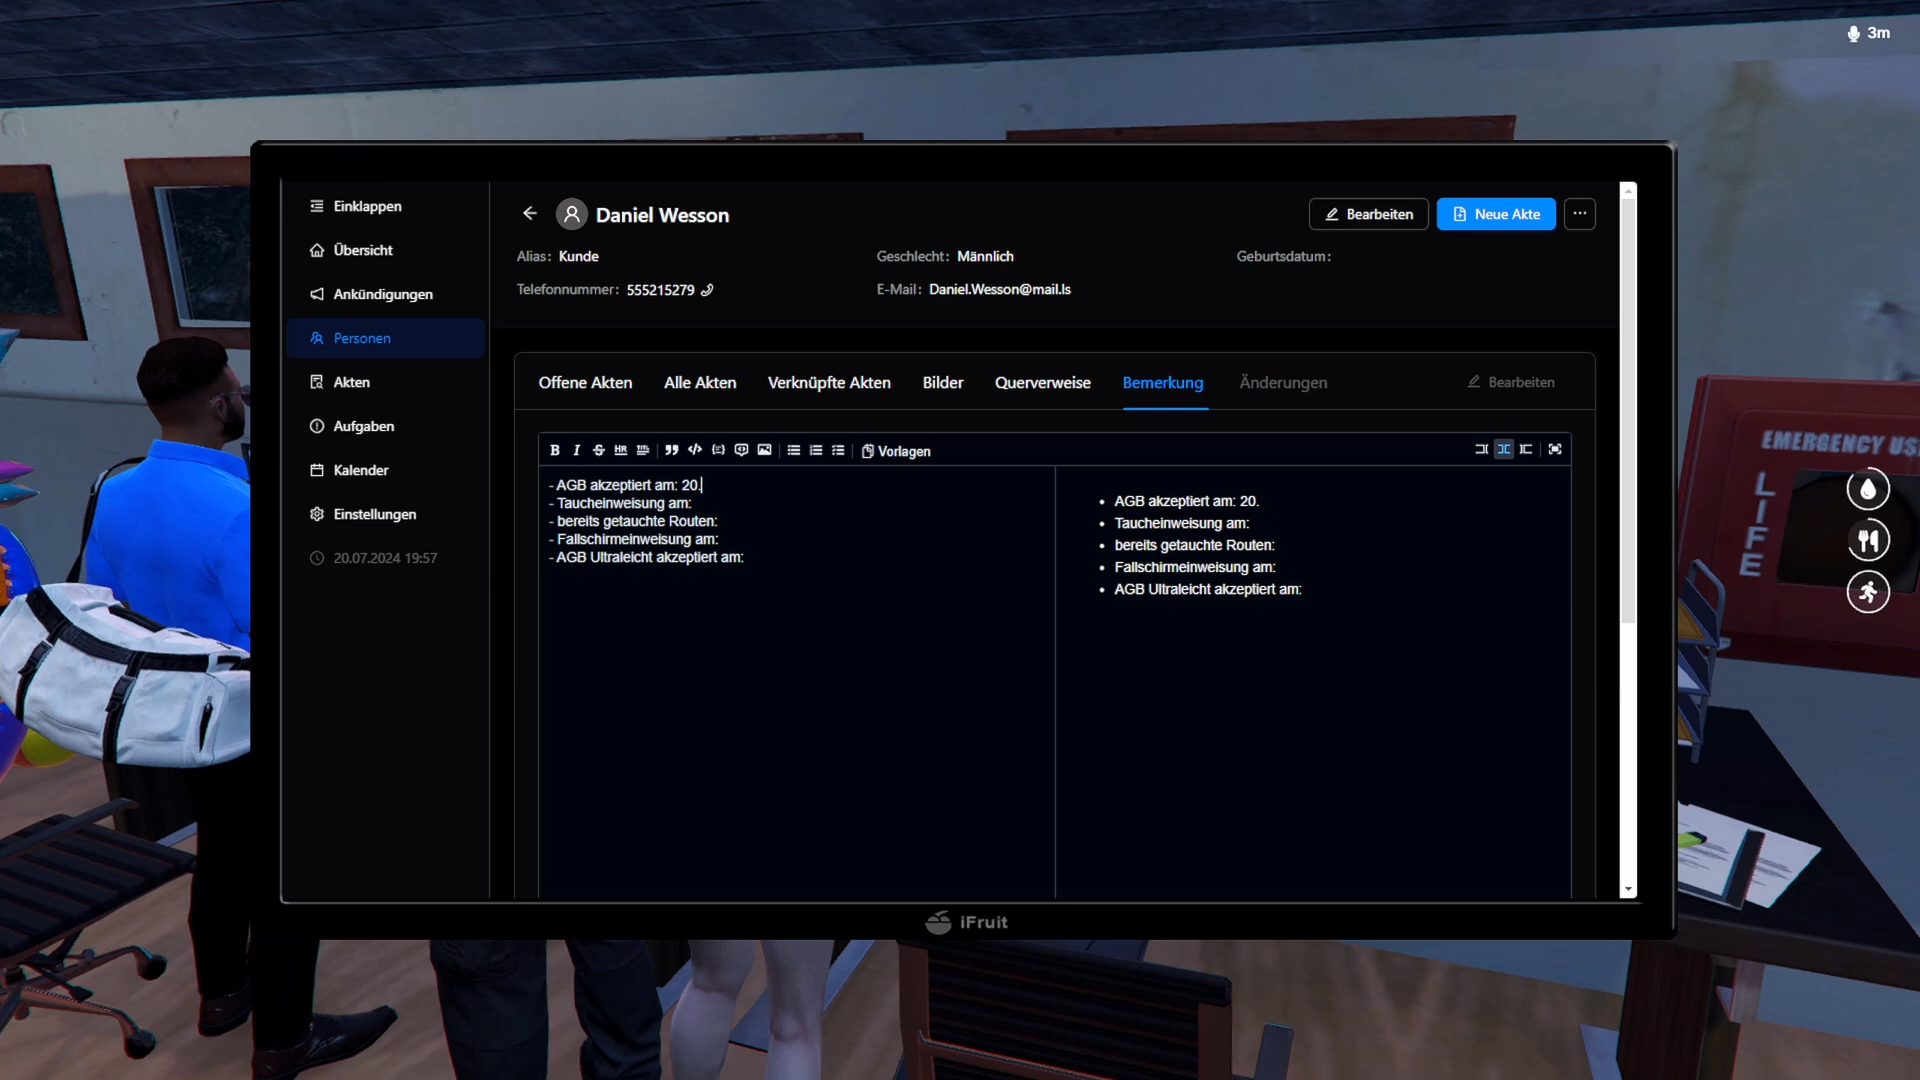 3m
Einklappen
Übersicht
Ankündigungen
Personen
Akten
Aufgaben
Kalender
Einstellungen
20.07.2024 19:57
Daniel Wesson
Bearbeiten
Neue Akte
Alias: Kunde
Geschlecht: Männlich
Geburtsdatum:
Telefonnummer: 555215279
E-Mail: Daniel.Wesson@mail.ls
Offene Akten
Alle Akten
Verknüpfte Akten
Bilder
Querverweise
Bemerkung
Änderungen
Bearbeiten
B I S HR Vorlagen
- AGB akzeptiert am: 20.
- Taucheinweisung am:
- bereits getauchte Routen:
- Fallschirmeinweisung am:
- AGB Ultraleicht akzeptiert am:
• AGB akzeptiert am: 20.
• Taucheinweisung am:
• bereits getauchte Routen:
• Fallschirmeinweisung am:
• AGB Ultraleicht akzeptiert am:
iFruit
EMERGENCY US
LIFE